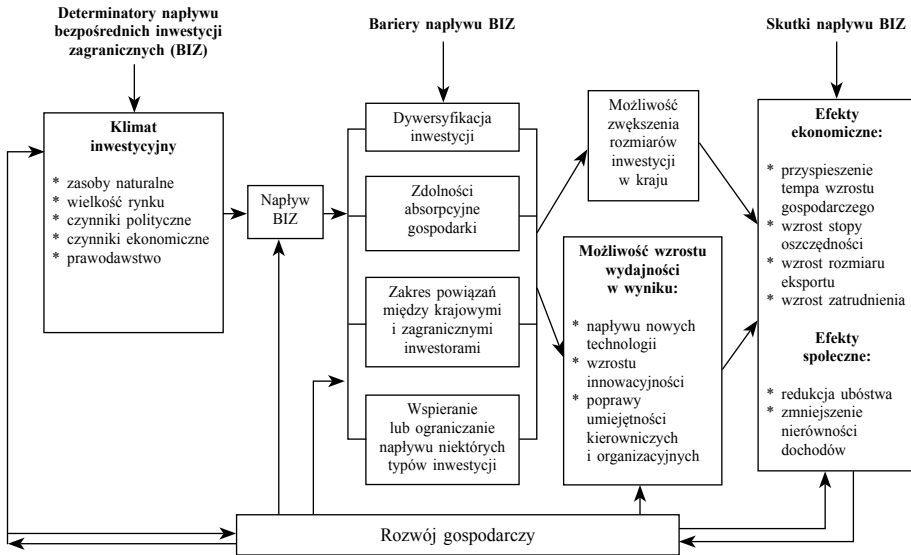 Determinatory napływu
bezpośrednich inwestycji
zagranicznych (BIZ)
Bariery napływu BIZ
Skutki napływu BIZ
Klimat
inwestycyjny
* zasoby naturalne
* wielkość rynku
* czynniki polityczne
* czynniki ekonomiczne
* prawodawstwo
Napływ
BIZ
Dywersyfikacja
inwestycji
Zdolności
absorpcyjne
gospodarki
Zakres powiązań
między krajowymi
i zagranicznymi
inwestorami
Wspieranie
lub ograniczanie
napływu niektórych
typów inwestycji
Możliwość
zwększenia
rozmiarów
inwestycji
w kraju
Możliwość wzrostu
wydajności
w wyniku:
* napływu nowych
technologii
* wzrostu
innowacyjności
* poprawy
umiejętności
kierowniczych
i organizacyjnych
Efekty
ekonomiczne:
* przyspieszenie
tempa wzrostu
gospodarczego
* wzrost stopy
oszczędności
* wzrost rozmiaru
eksportu
* wzrost zatrudnienia
Efekty
społeczne:
* redukcja ubóstwa
* zmniejszenie
nierówności
dochodów
Rozwój gospodarczy